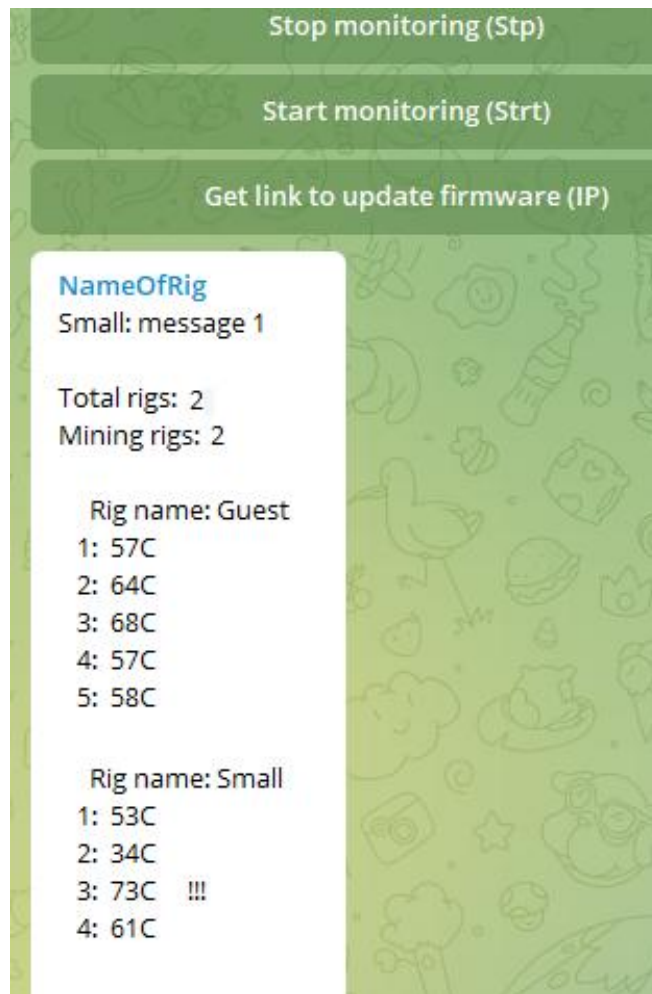 Stop monitoring (Stp)
Start monitoring (Strt)
Get link to update firmware (IP)
NameOfRig
Small: message 1
Total rigs: 2
Mining rigs: 2
Rig name: Guest
1: 57C
2: 64C
3: 68C
4: 57C
5: 58C
Rig name: Small
1: 53C
2: 34C
3: 73C !!!
4: 61C